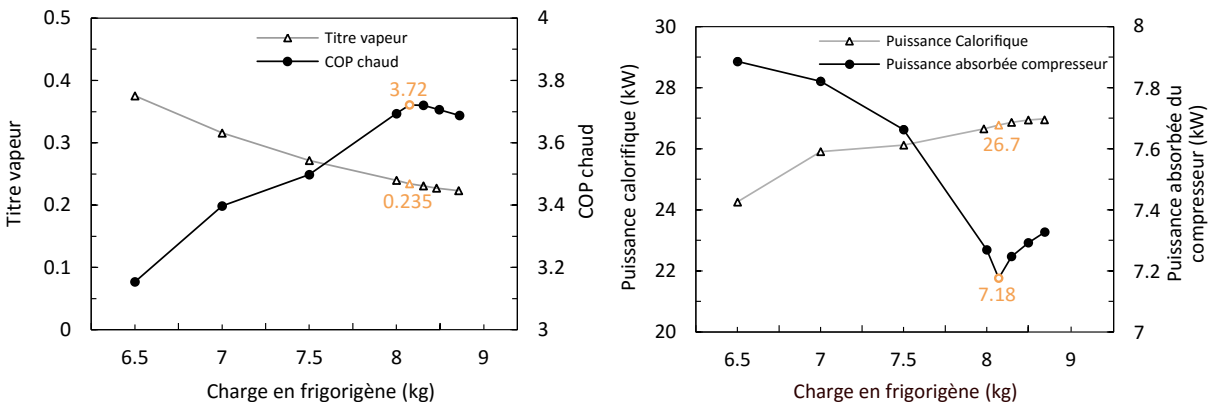 0.5
0.4
0.3
0.2
0.1
0
Titre vapeur
Titre vapeur
COP chaud
3.72
0.235
4
3.8
3.6
3.4
3.2
3
COP chaud
6.5 7 7.5 8 9
Charge en frigorigène (kg)
30
28
26
24
22
20
Puissance calorifique (kW)
Puissance Calorifique
Puissance absorbée compresseur
26.7
7.18
8
7.8
7.6
7.4
7.2
7
Puissance absorbée du
compresseur (kW)
6.5 7 7.5 8 9
Charge en frigorigène (kg)